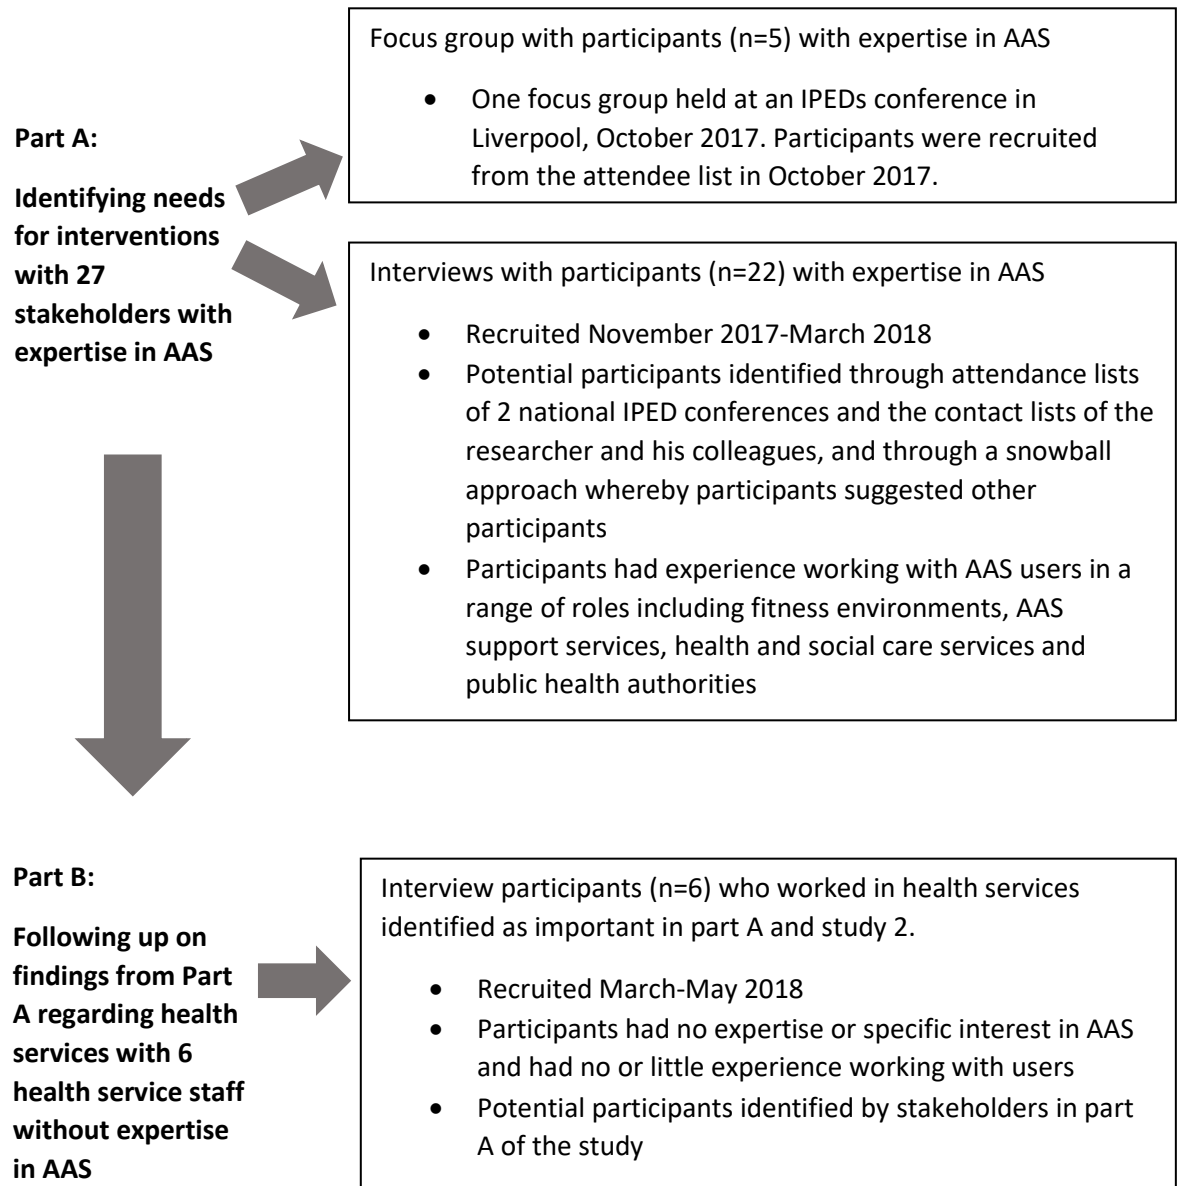 Part A:
Identifying needs
for interventions
with 27
stakeholders with
expertise in AAS
Focus group with participants (n=5) with expertise in AAS
• One focus group held at an IPEDs conference in
Liverpool, October 2017. Participants were recruited
from the attendee list in October 2017.
Interviews with participants (n=22) with expertise in AAS
• Recruited November 2017-March 2018
• Potential participants identified through attendance lists
of 2 national IPED conferences and the contact lists of the
researcher and his colleagues, and through a snowball
approach whereby participants suggested other
participants
• Participants had experience working with AAS users in a
range of roles including fitness environments, AAS
support services, health and social care services and
public health authorities
Part B:
Following up on
findings from Part
A regarding health
services with 6
health service staff
without expertise
in AAS
Interview participants (n=6) who worked in health services
identified as important in part A and study 2.
• Recruited March-May 2018
• Participants had no expertise or specific interest in AAS
and had no or little experience working with users
• Potential participants identified by stakeholders in part
A of the study